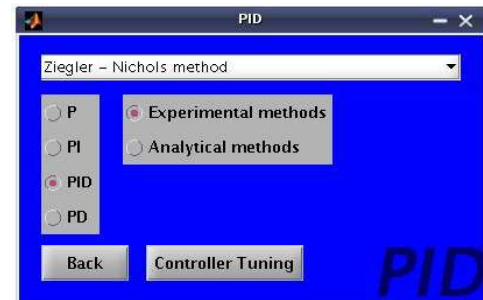 PID
Ziegler – Nichols method
P
PI
PID
PD
Experimental methods
Analytical methods
Back
Controller Tuning
PID